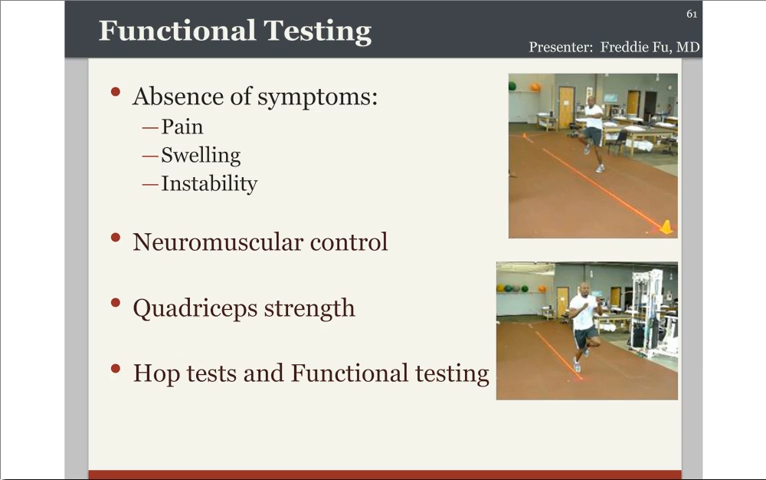 61
Functional Testing
Presenter: Freddie Fu, MD
• Absence of symptoms:
—Pain
—Swelling
—Instability
• Neuromuscular control
• Quadriceps strength
• Hop tests and Functional testing